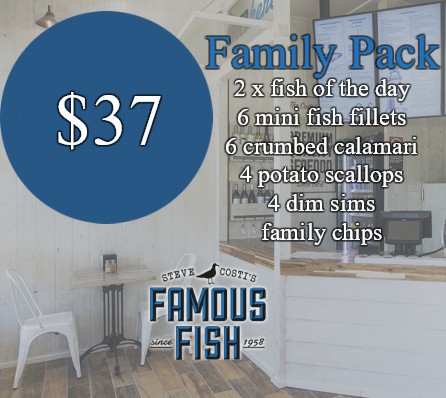 $37
Family Pack
2 x fish of the day
6 mini fish fillets
6 crumbed calamari
4 potato scallops
4 dim sims
family chips
STEVE COSTI'S
FAMOUS
FISH
since 1958